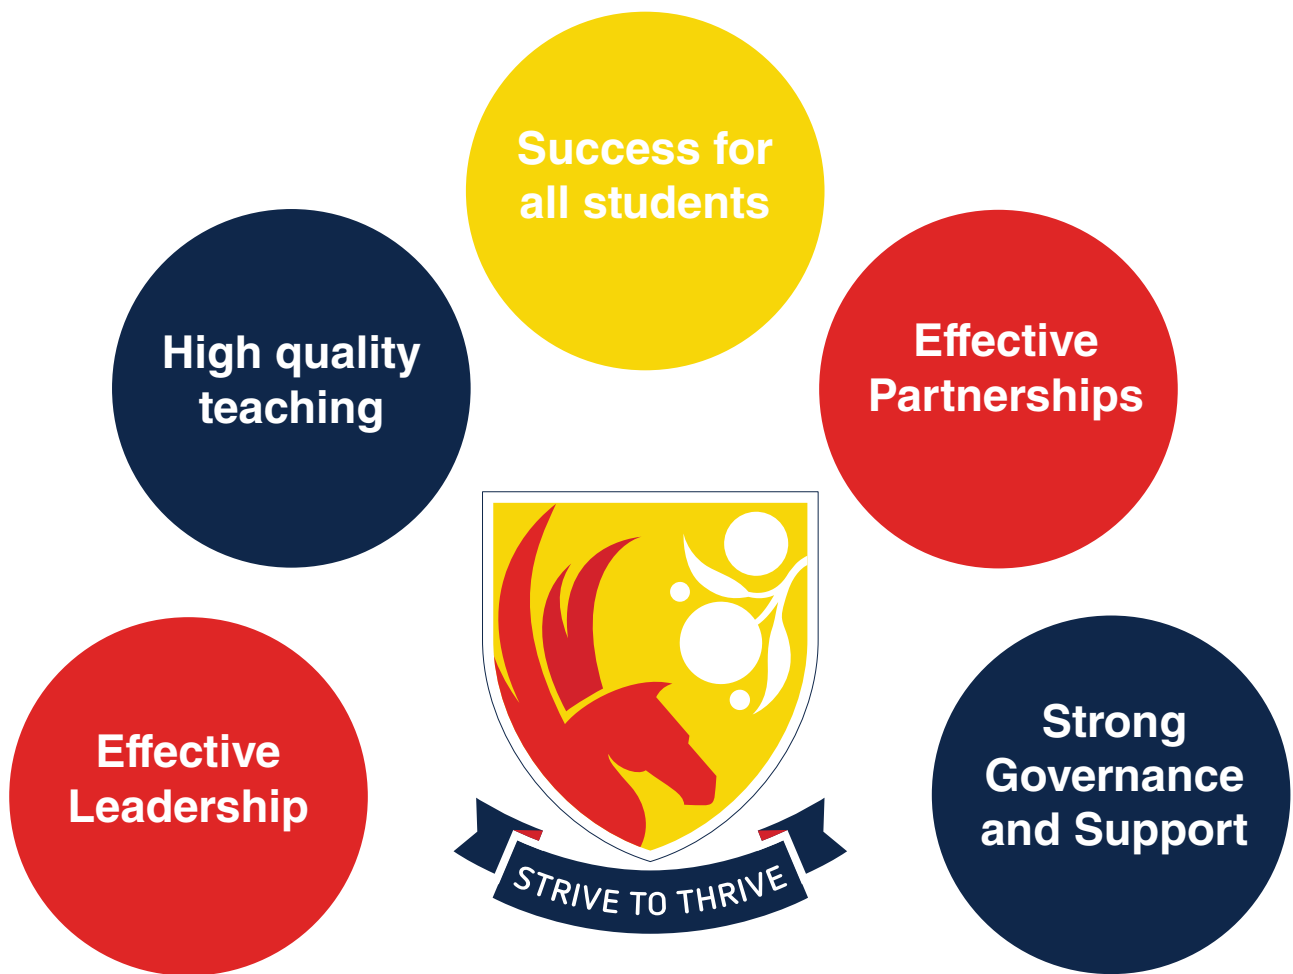 Success for
all students
High quality
teaching
Effective
Partnerships
Effective
Leadership
Strong
Governance
and Support
STRIVE TO THRIVE